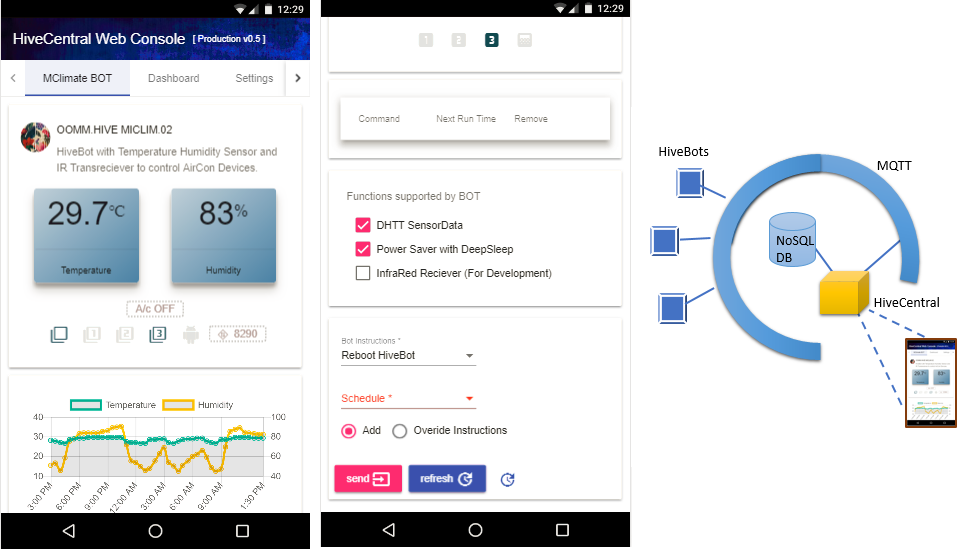 12:29
HiveCentral Web Console [ Production v0.5 ]
MClimate BOT Dashboard Settings
OOMM.HIVE MICLIM.02
HiveBot with Temperature Humidity Sensor and
IR Transreciever to control AirCon Devices.
29.7°C
Temperature
83%
Humidity
A/c OFF
1 2 3 8290
Temperature Humidity
40 100
30 80
20 60
10 40
3:00 PM 6:00 PM 9:00 PM 12:00 AM 3:00 AM 6:00 AM 9:00 AM 1:30 PM
12:29
1 2 3
Command Next Run Time Remove
Functions supported by BOT
DHTT SensorData
Power Saver with DeepSleep
InfraRed Reciever (For Development)
Bot Instructions *
Reboot HiveBot
Schedule *
Add Overide Instructions
send refresh
HiveBots
MQTT
NoSQL
DB
HiveCentral